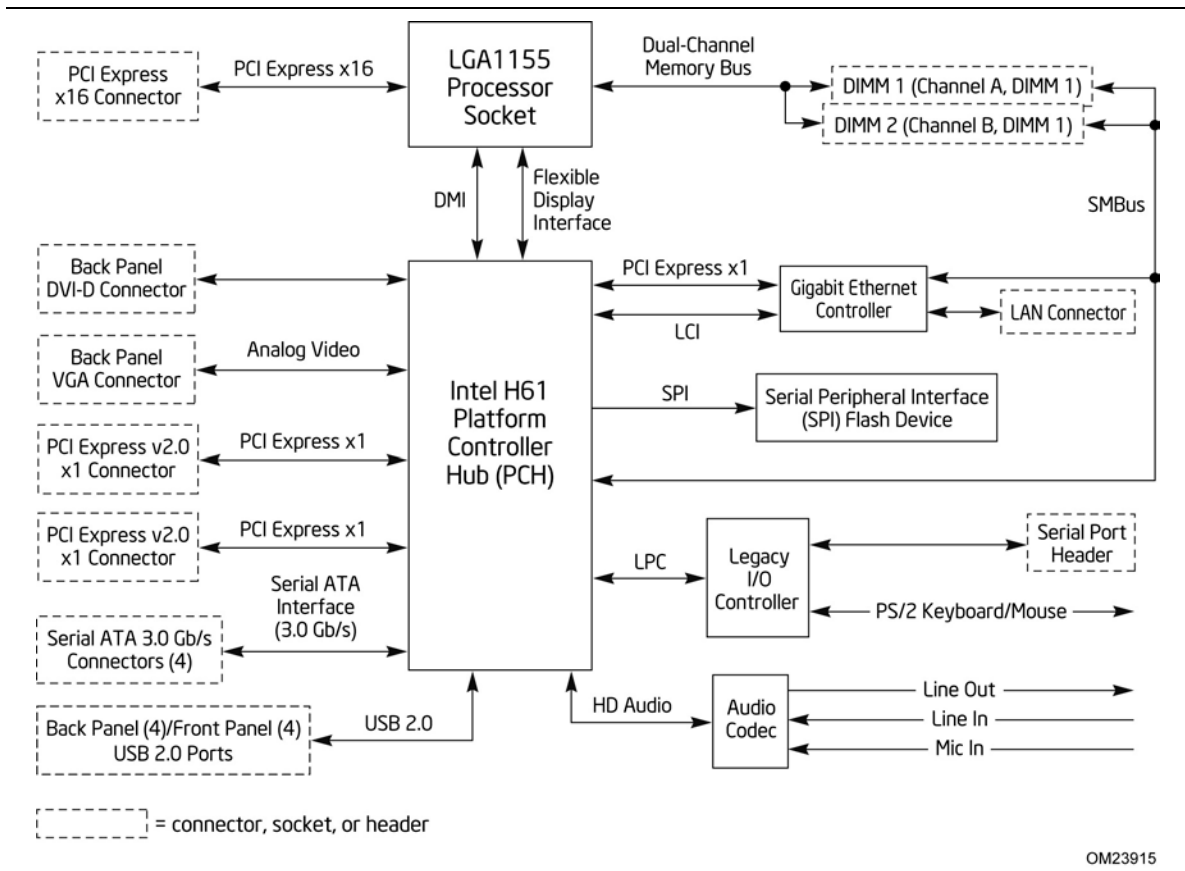 PCI Express
x16 Connector
PCI Express x16
LGA1155
Processor
Socket
Dual-Channel
Memory Bus
DIMM 1 (Channel A, DIMM 1)
DIMM 2 (Channel B, DIMM 1)
DMI
Flexible
Display
Interface
SMBus
Back Panel
DVI-D Connector
PCI Express x1
Gigabit Ethernet
Controller
LAN Connector
LCI
Back Panel
VGA Connector
Analog Video
Intel H61
Platform
Controller
Hub (PCH)
SPI
Serial Peripheral Interface
(SPI) Flash Device
PCI Express v2.0
x1 Connector
PCI Express x1
PCI Express v2.0
x1 Connector
PCI Express x1
LPC
Legacy
I/O
Controller
Serial Port
Header
PS/2 Keyboard/Mouse
Serial ATA
Interface
(3.0 Gb/s)
Serial ATA 3.0 Gb/s
Connectors (4)
Back Panel (4)/Front Panel (4)
USB 2.0 Ports
USB 2.0
HD Audio
Audio
Codec
Line Out
Line In
Mic In
= connector, socket, or header
OM23915